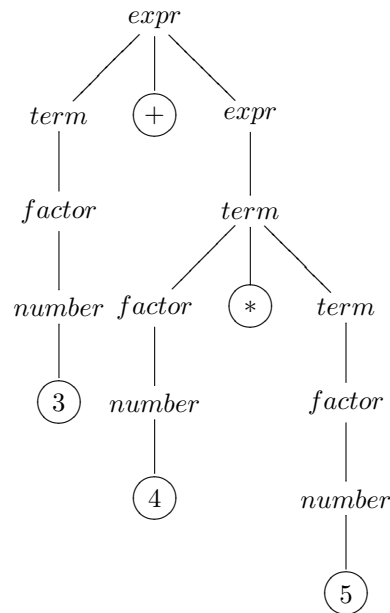 expr
term + expr
factor term
number factor * term
3 number factor
4 number
5